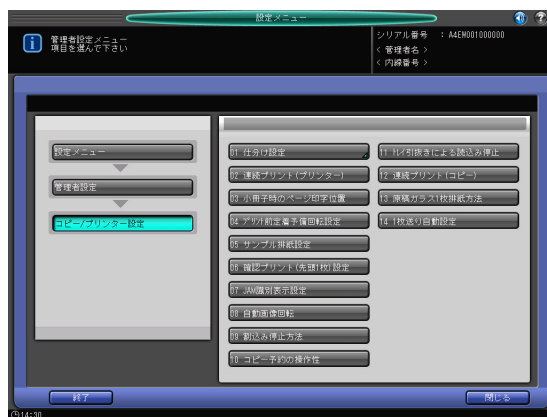 設定メニュー
管理者設定メニュー
項目を選んで下さい
シリアル番号 : A4EW001000000
< 管理者名 >
< 内線番号 >
設定メニュー
管理者設定
コピー/プリンター設定
01 仕分け設定
02 連続プリント(プリンター)
03 小冊子時のページ印字位置
04 プリント前定着予備回転設定
05 サンプル排紙設定
06 確認プリント(先頭1枚)設定
07 JAM識別表示設定
08 自動画像回転
09 割込み停止方法
10 コピー予約の操作性
11 トレイ引抜きによる読込み停止
12 連続プリント(コピー)
13 原稿ガラス1枚排紙方法
14 1枚送り自動設定
終了
閉じる
14:30